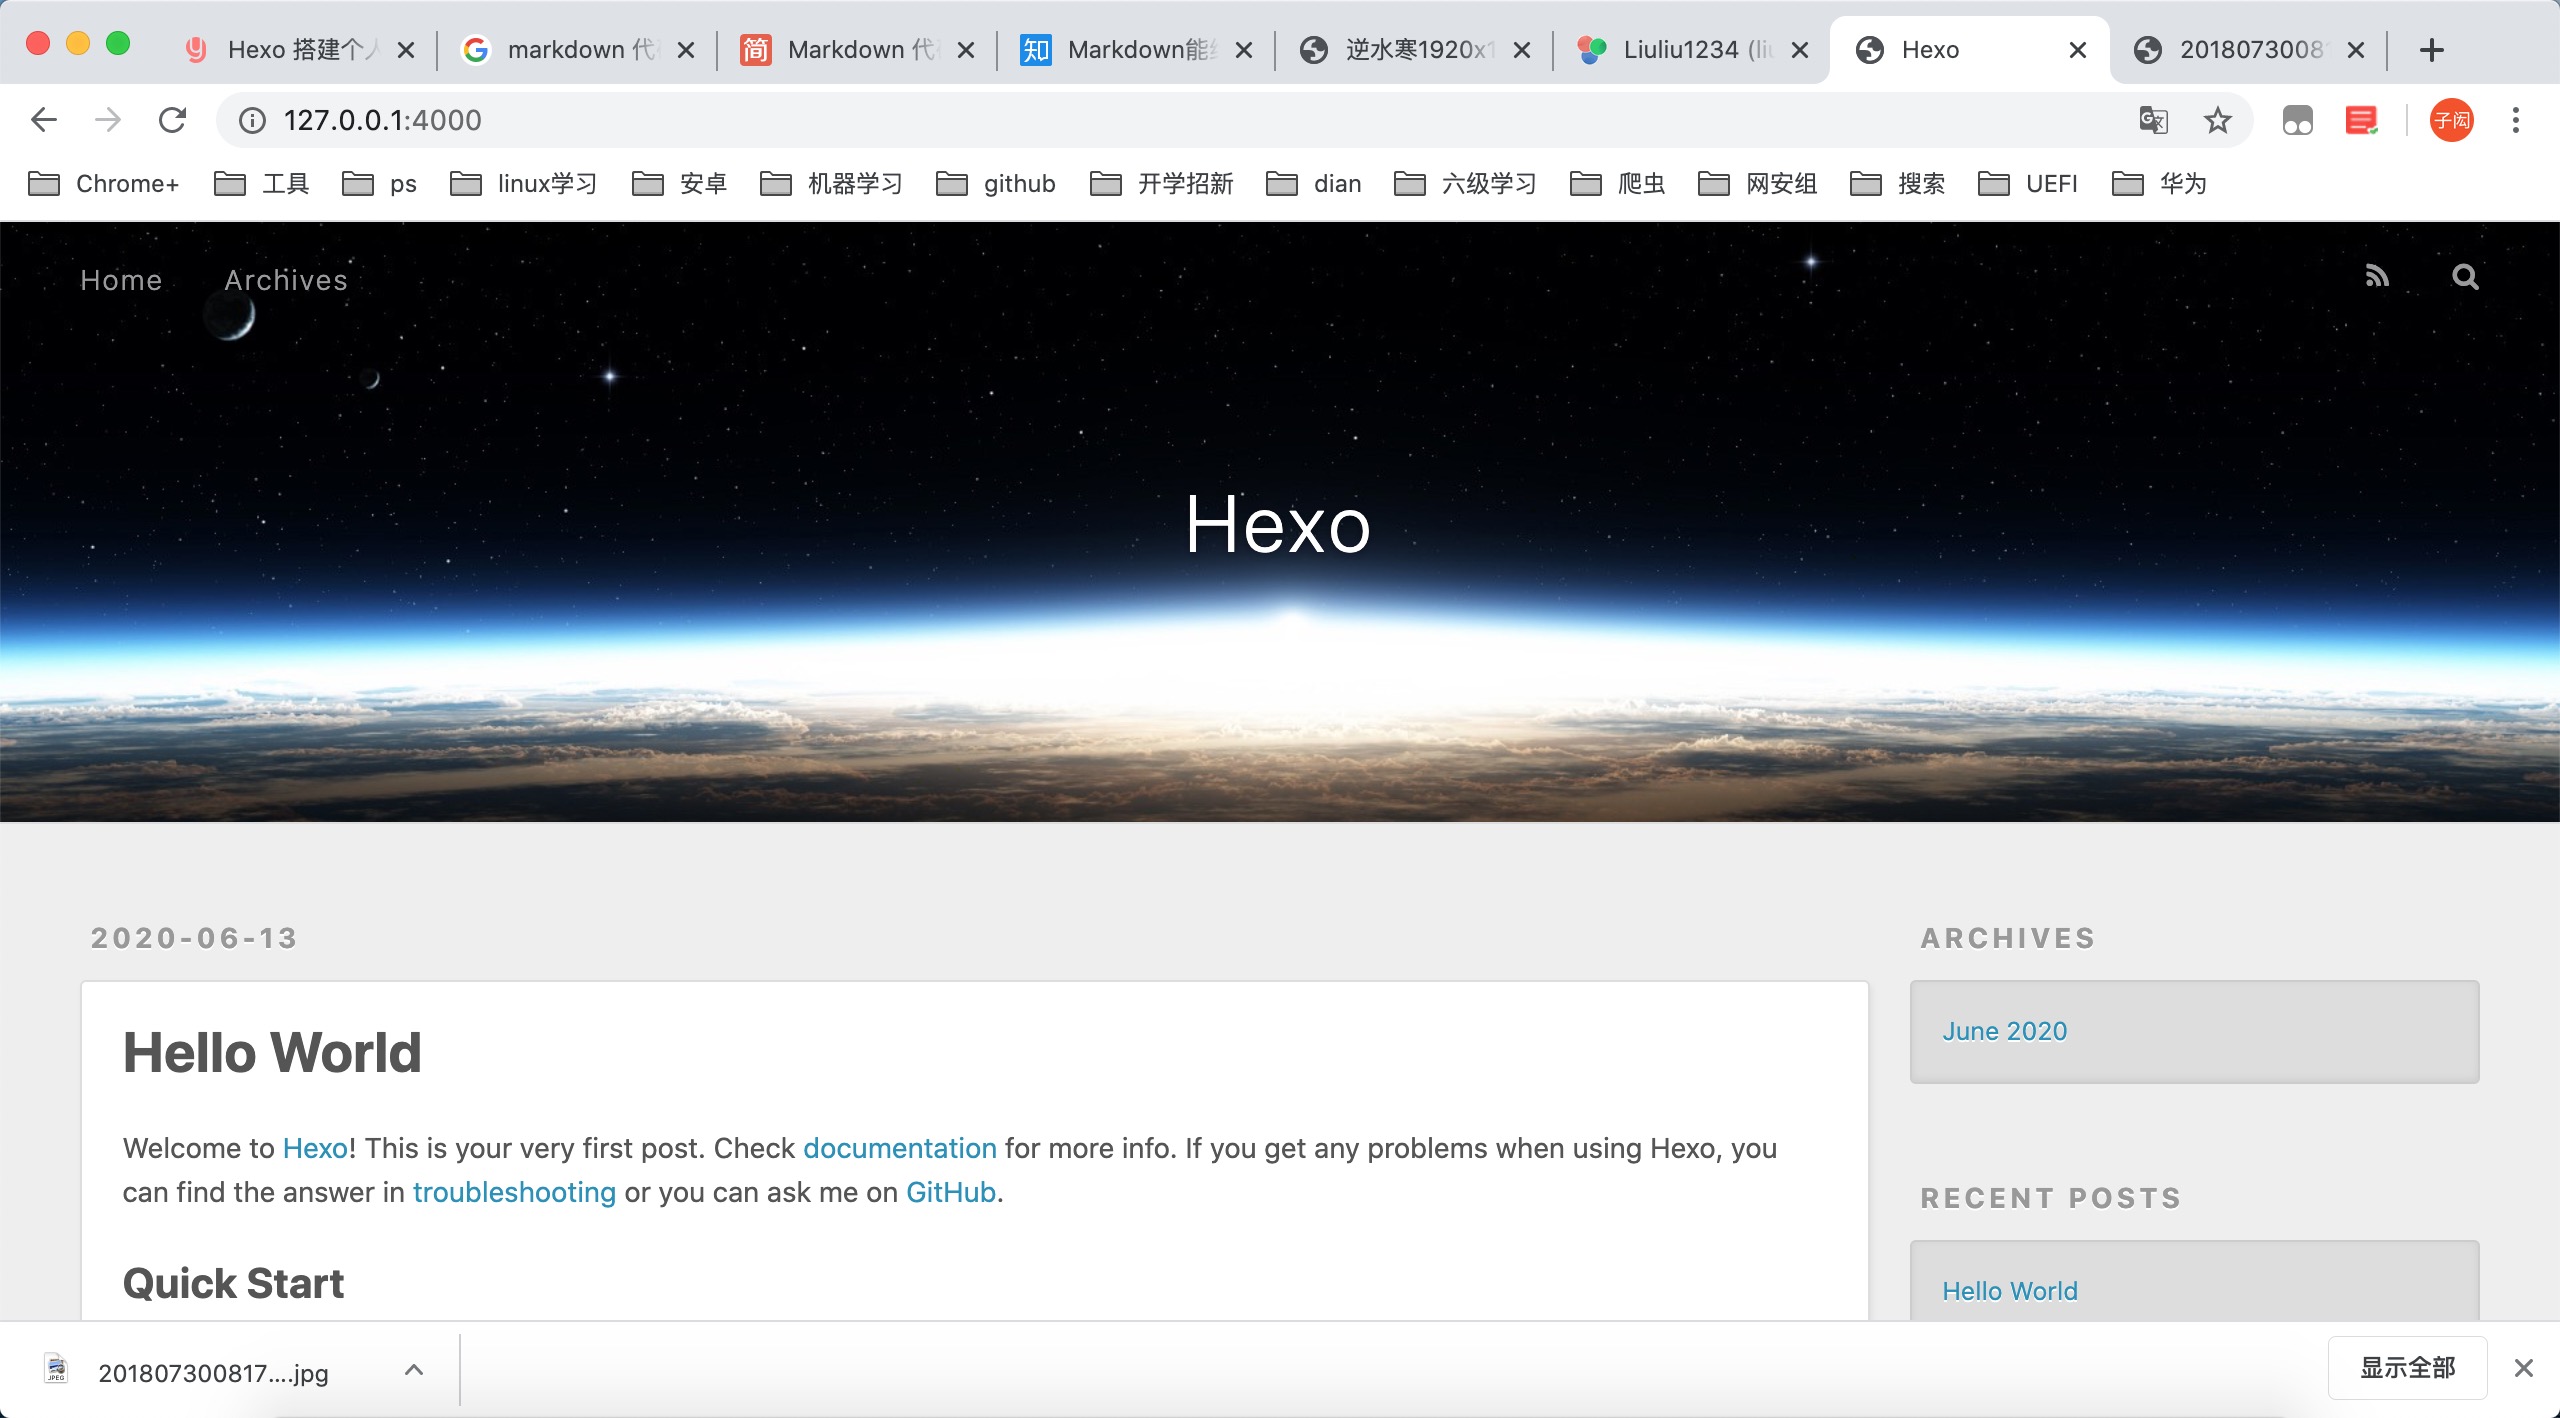 Hexo 搭建个人
markdown 代
Markdown 代
Markdown能
逆水寒1920x1
Liuliu1234 (liu
Hexo
2018073008
127.0.0.1:4000
子闳
Chrome+ 工具 ps linux学习 安卓 机器学习 github 开学招新 dian 六级学习 爬虫 网安组 搜索 UEFI 华为
Home Archives
Hexo
2020-06-13
Hello World
Welcome to Hexo! This is your very first post. Check documentation for more info. If you get any problems when using Hexo, you
can find the answer in troubleshooting or you can ask me on GitHub.
Quick Start
ARCHIVES
June 2020
RECENT POSTS
Hello World
201807300817....jpg
显示全部